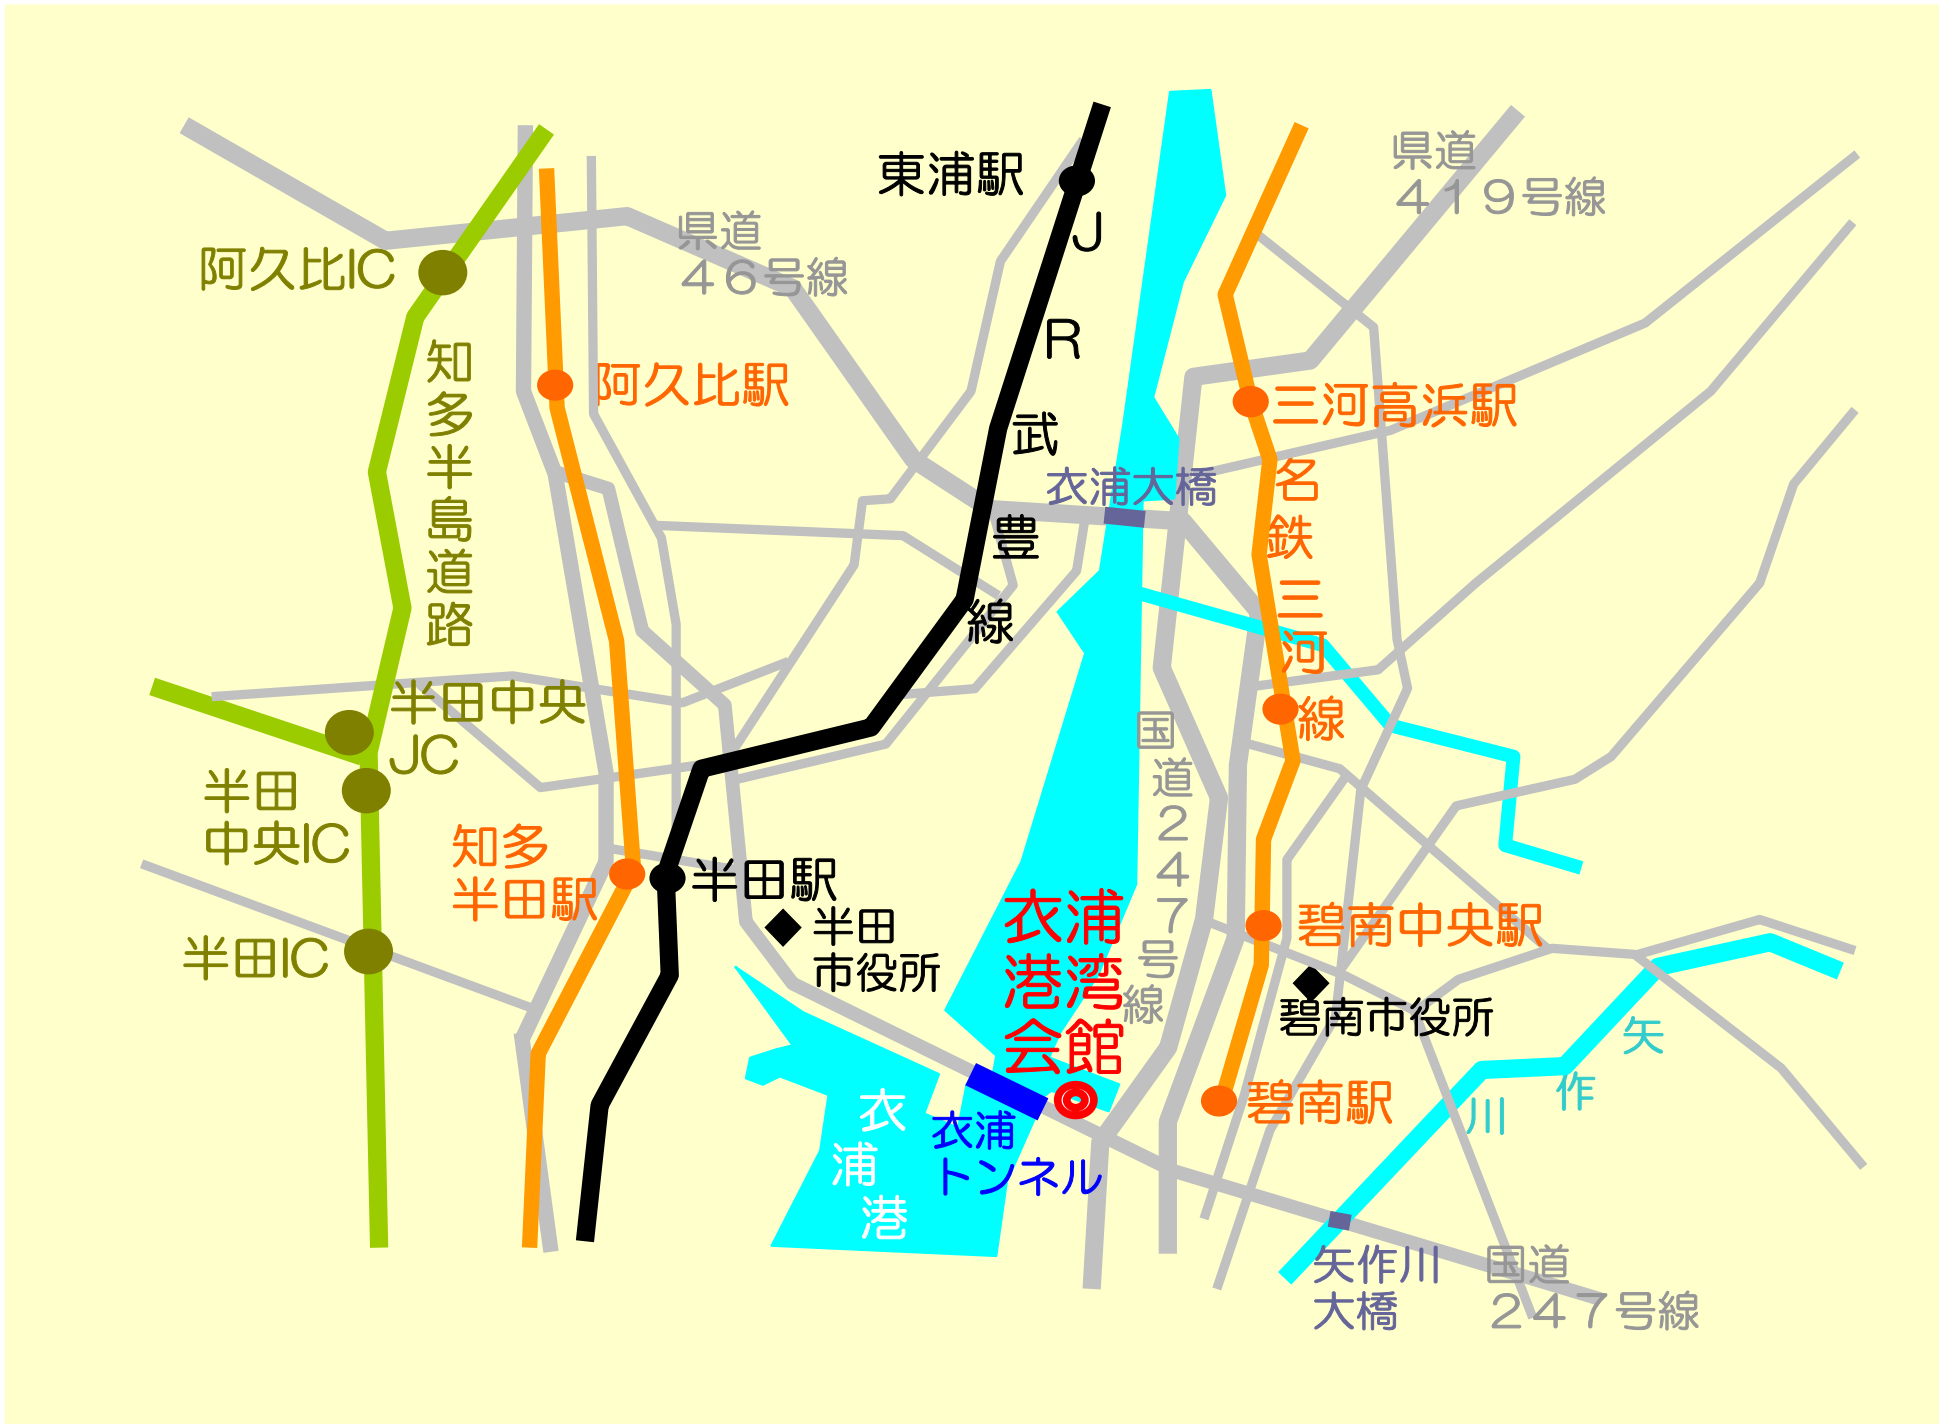 県道
４１９号線
東浦駅
県道
４６号線
阿久比IC
ＪＲ武豊線
知多半島道路
阿久比駅
三河高浜駅
衣浦大橋
名鉄三河線
半田中央
JC
国道２４７号線
半田
中央IC
知多
半田駅
半田駅
半田
市役所
衣浦
港湾
会館
碧南中央駅
半田IC
碧南市役所
矢作川
碧南駅
衣浦港
衣浦
トンネル
矢作川
大橋
国道
２４７号線